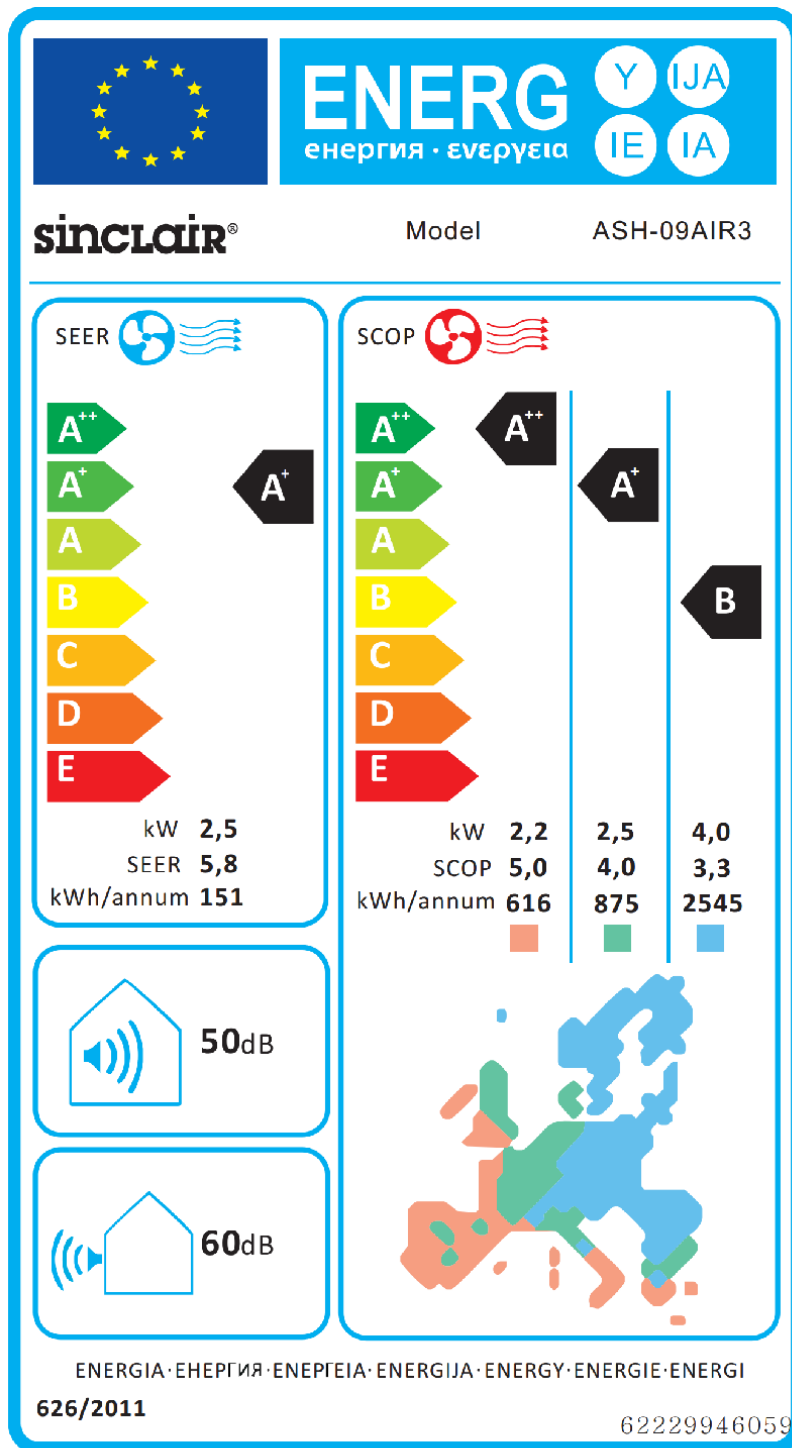 ENERG Y IJA
енергия · ενεργεια IE IA
sinclair® Model ASH-09AIR3
SEER
A++
A+
A
B
C
D
E
A+
kW 2,5
SEER 5,8
kWh/annum 151
SCOP
A++
A+
A
B
C
D
E
A++
A+
B
kW 2,2 2,5 4,0
SCOP 5,0 4,0 3,3
kWh/annum 616 875 2545
50dB
60dB
ENERGIA·ЕНЕРГИЯ·ΕΝΕΡΓΕΙΑ·ENERGIJA·ENERGY·ENERGIE·ENERGI
626/2011
62229946059